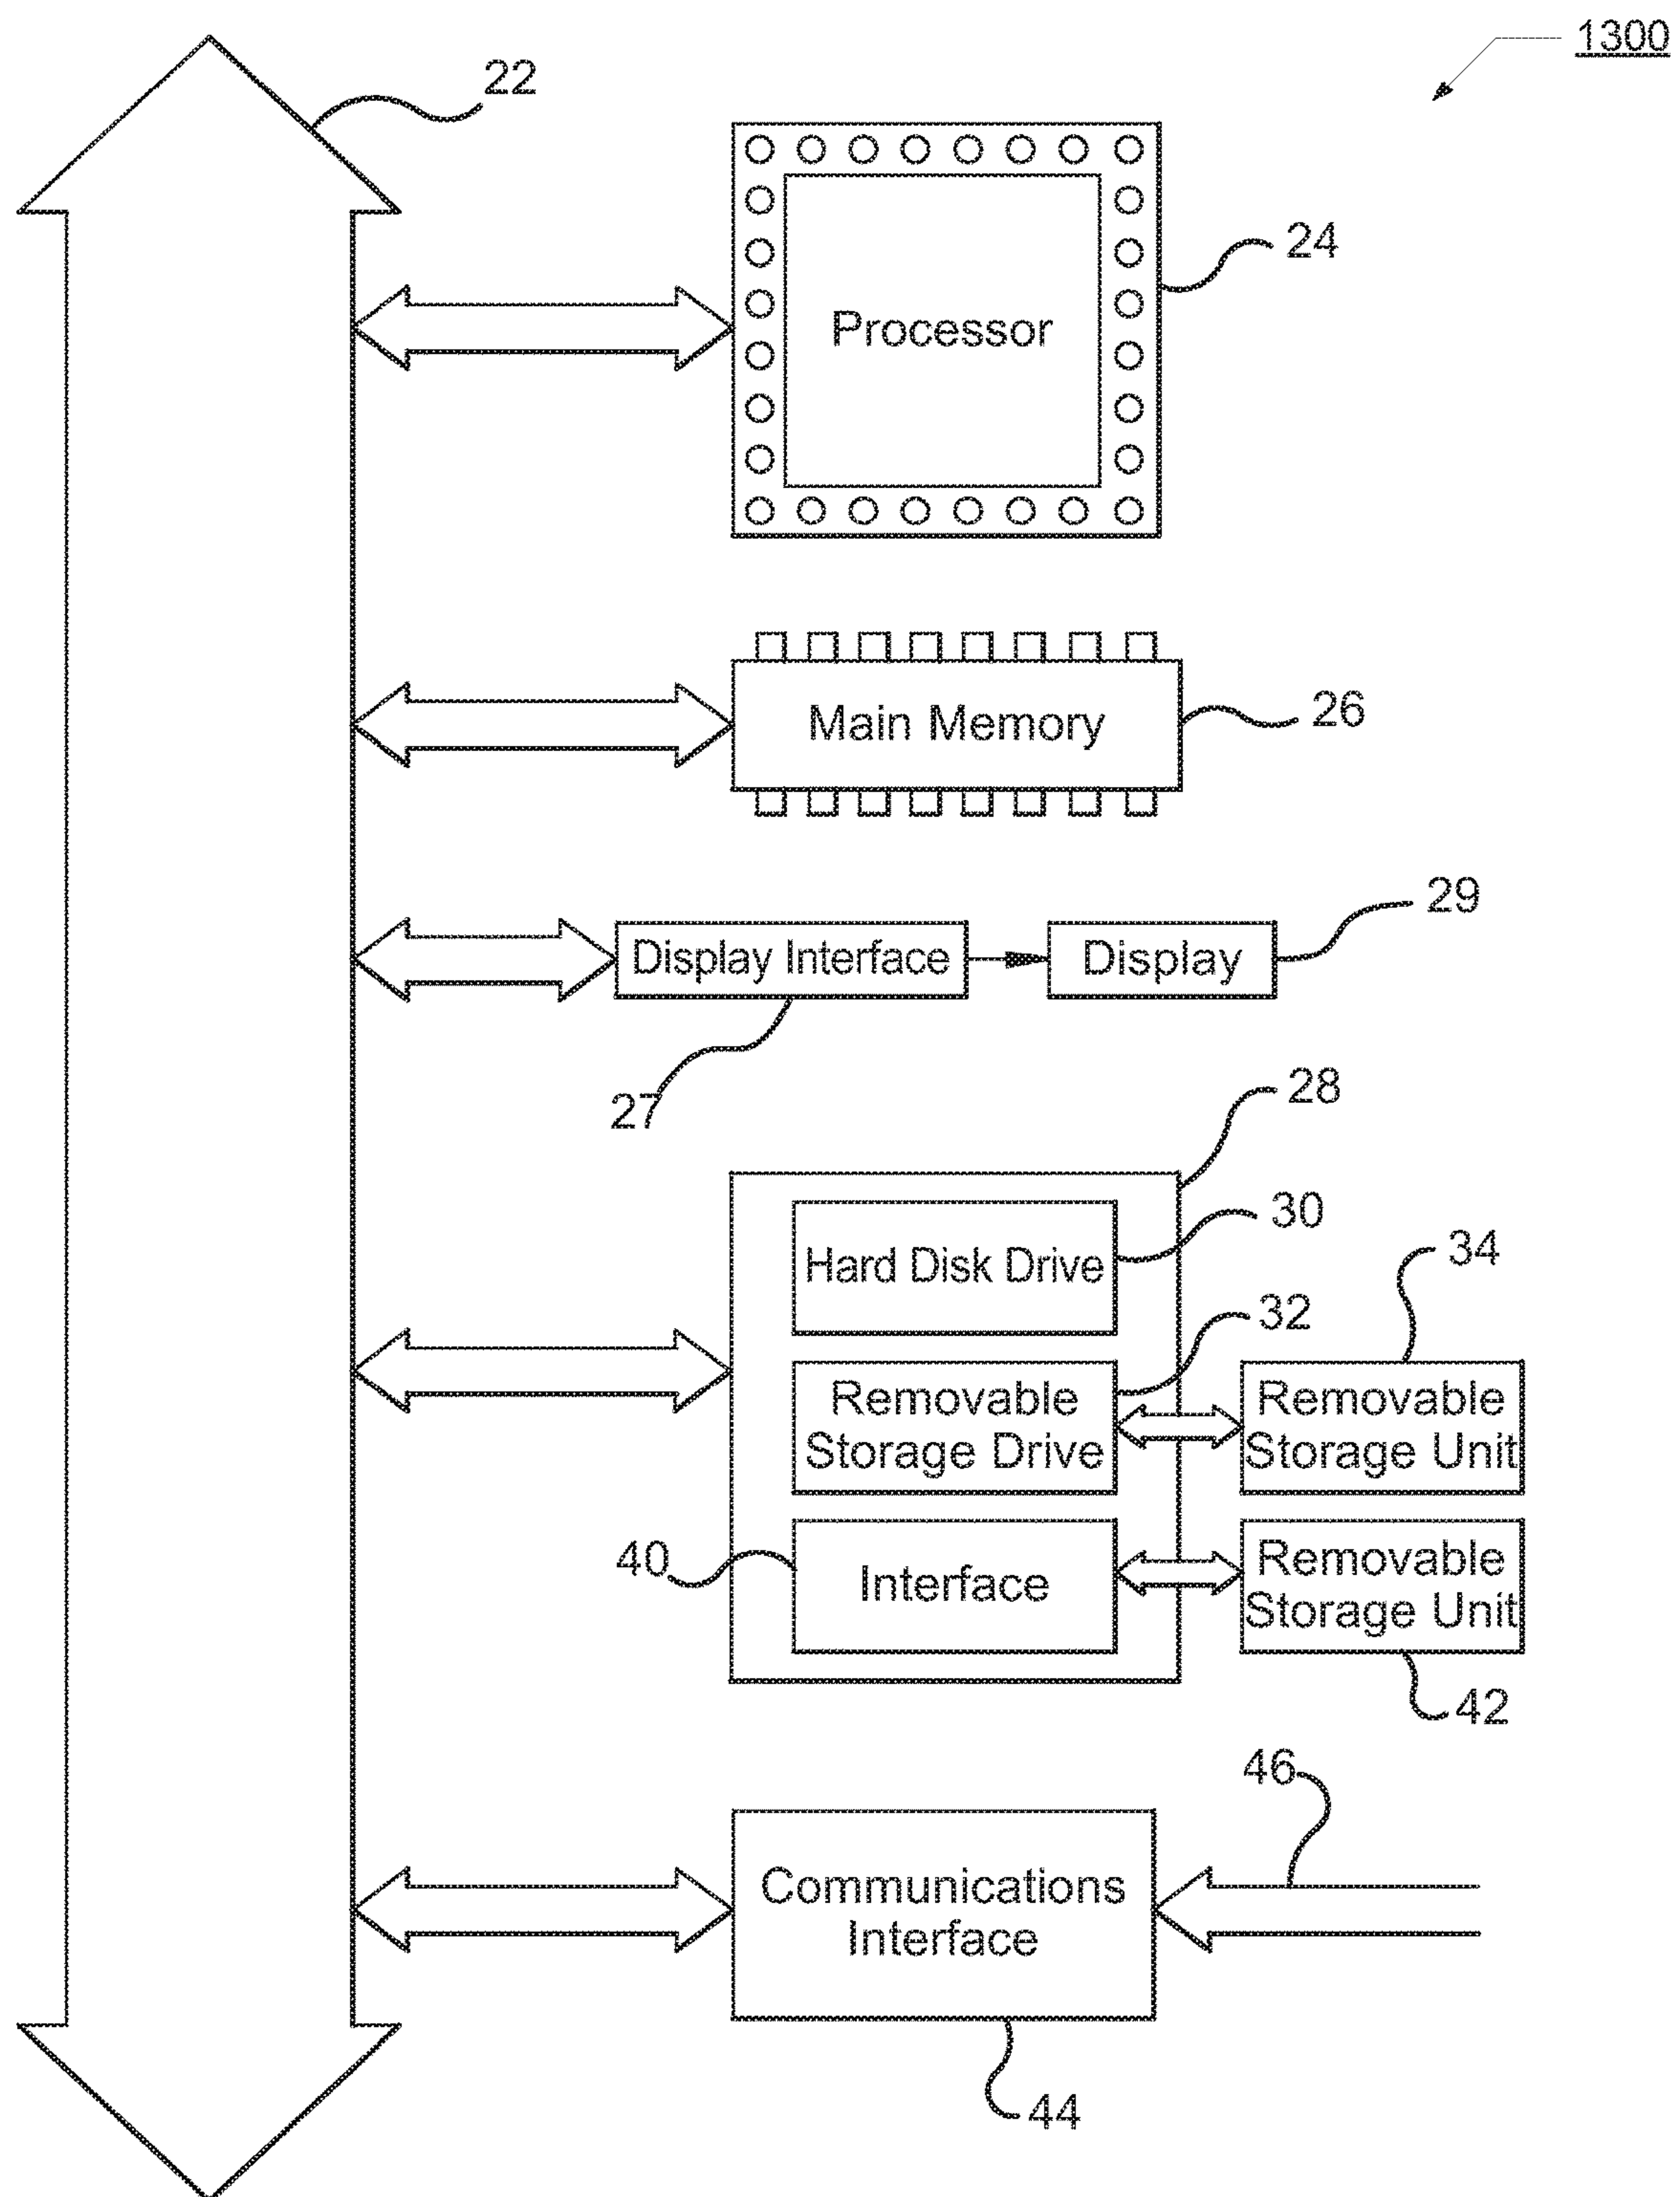 1300
22
24
Processor
26
Main Memory
29
Display Interface
Display
27
28
30
Hard Disk Drive
34
32
Removable
Storage Drive
Removable
Storage Unit
40
Interface
Removable
Storage Unit
42
46
Communications
Interface
44